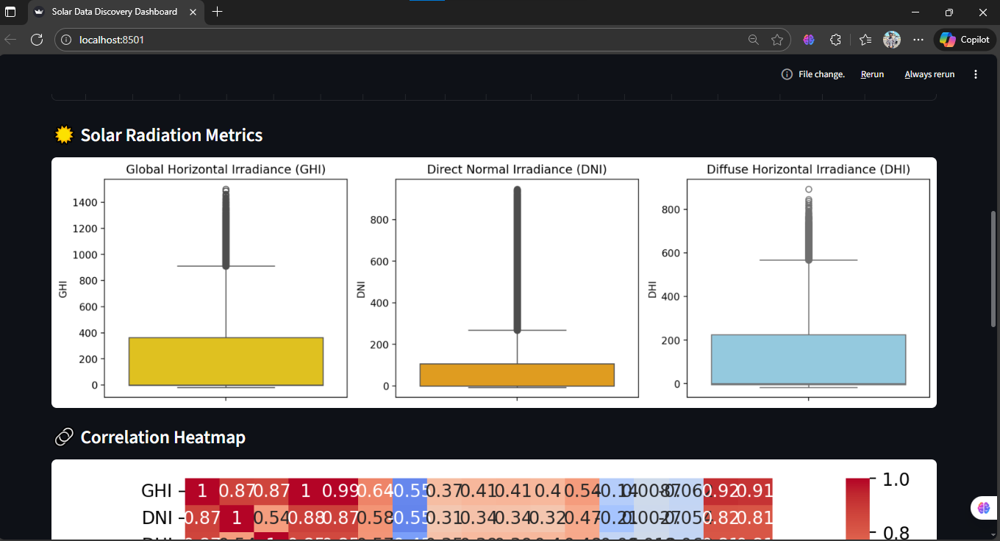 Solar Data Discovery Dashboard
localhost:8501
Copilot
File change. Rerun Always rerun
Solar Radiation Metrics
Global Horizontal Irradiance (GHI)
GHI
1400
1200
1000
800
600
400
200
0
Direct Normal Irradiance (DNI)
DNI
800
600
400
200
0
Diffuse Horizontal Irradiance (DHI)
DHI
800
600
400
200
0
Correlation Heatmap
GHI 1 0.87 0.87 1 0.99 0.64 -0.55 0.37 0.41 0.41 0.4 0.54 0.92 0.91
DNI 0.87 1 0.54 0.88 0.87 0.58 -0.55 0.31 0.34 0.34 0.32 0.47 0.82 0.81
1.0
0.8